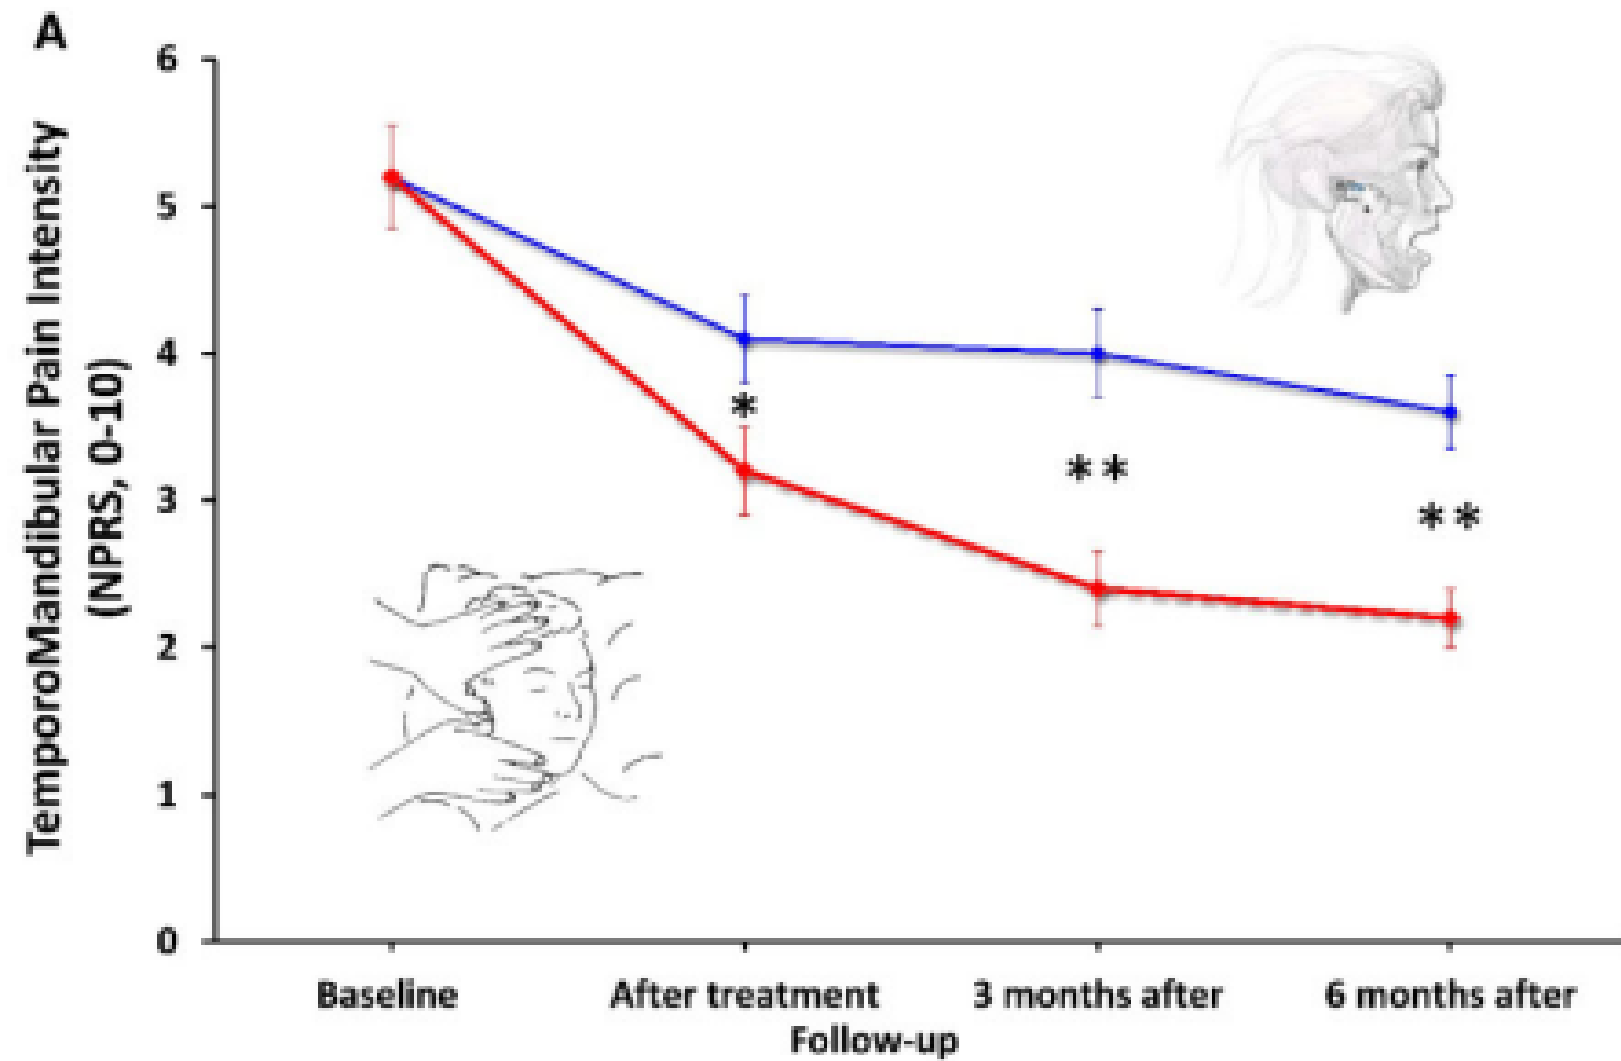 A
TemporoMandibular Pain Intensity
(NPRS, 0-10)
6
5
4
3
2
1
0
*
**
**
Baseline
After treatment
3 months after
6 months after
Follow-up